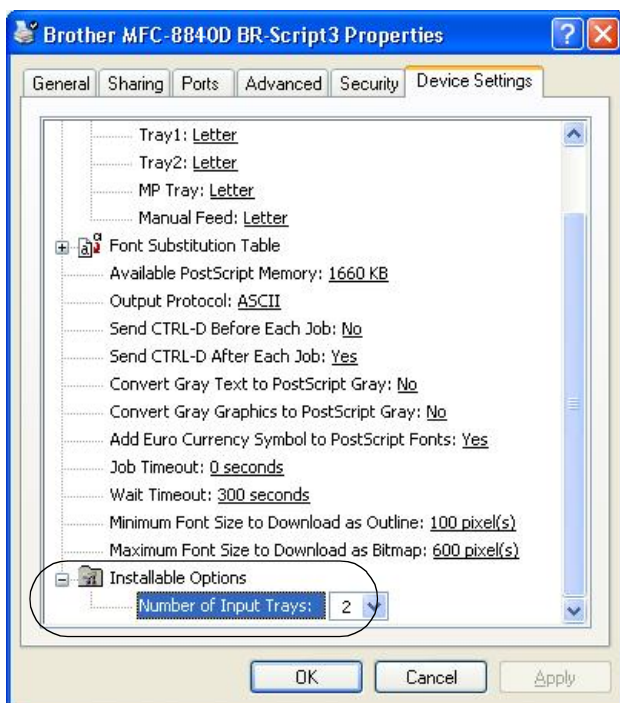 Brother MFC-8840D BR-Script3 Properties
General Sharing Ports Advanced Security Device Settings
Tray1: Letter
Tray2: Letter
MP Tray: Letter
Manual Feed: Letter
Font Substitution Table
Available PostScript Memory: 1660 KB
Output Protocol: ASCII
Send CTRL-D Before Each Job: No
Send CTRL-D After Each Job: Yes
Convert Gray Text to PostScript Gray: No
Convert Gray Graphics to PostScript Gray: No
Add Euro Currency Symbol to PostScript Fonts: Yes
Job Timeout: 0 seconds
Wait Timeout: 300 seconds
Minimum Font Size to Download as Outline: 100 pixel(s)
Maximum Font Size to Download as Bitmap: 600 pixel(s)
Installable Options
Number of Input Trays: 2
OK Cancel Apply